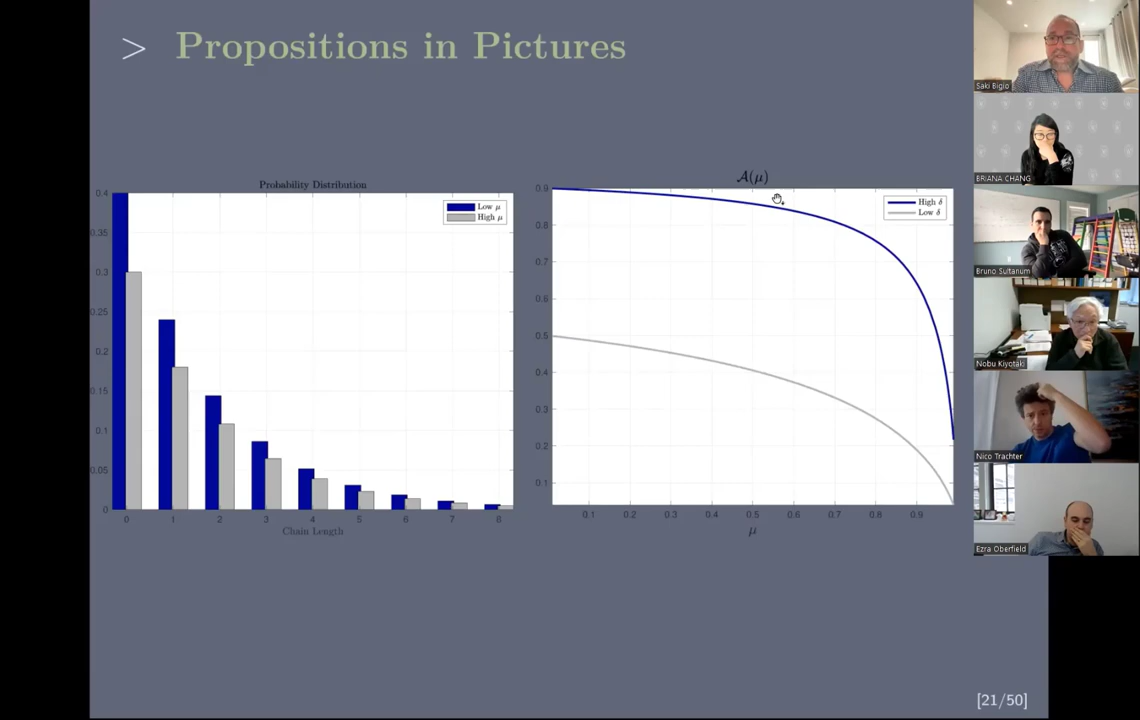 > Propositions in Pictures
Probability Distribution
Low μ
High μ
0.4
0.35
0.3
0.25
0.2
0.15
0.1
0.05
0
0 1 2 3 4 5 6 7 8
Chain Length
A(μ)
High δ
Low δ
0.9
0.8
0.7
0.6
0.5
0.4
0.3
0.2
0.1
0.1 0.2 0.3 0.4 0.5 0.6 0.7 0.8 0.9
μ
[21/50]
Saki Bigio
BRIANA CHANG
Bruno Sultanum
Nobu Kiyotaki
Nico Trachter
Ezra Oberfield